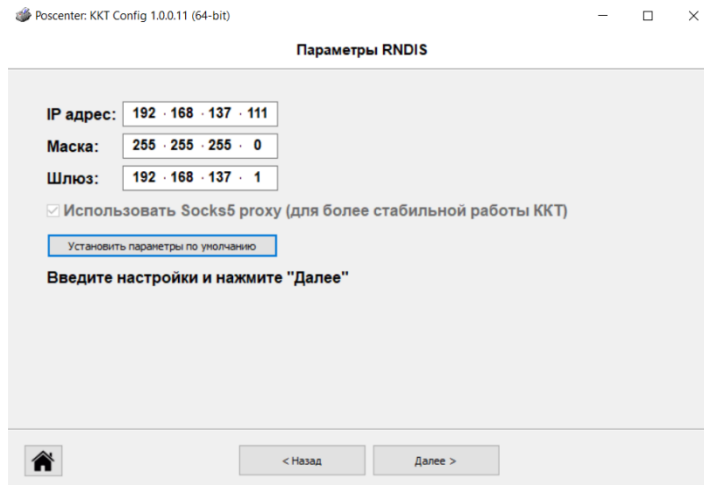 Poscenter: KKT Config 1.0.0.11 (64-bit)
Параметры RNDIS
IP адрес: 192 . 168 . 137 . 111
Маска: 255 . 255 . 255 . 0
Шлюз: 192 . 168 . 137 . 1
Использовать Socks5 proxy (для более стабильной работы ККТ)
Установить параметры по умолчанию
Введите настройки и нажмите "Далее"
< Назад Далее >